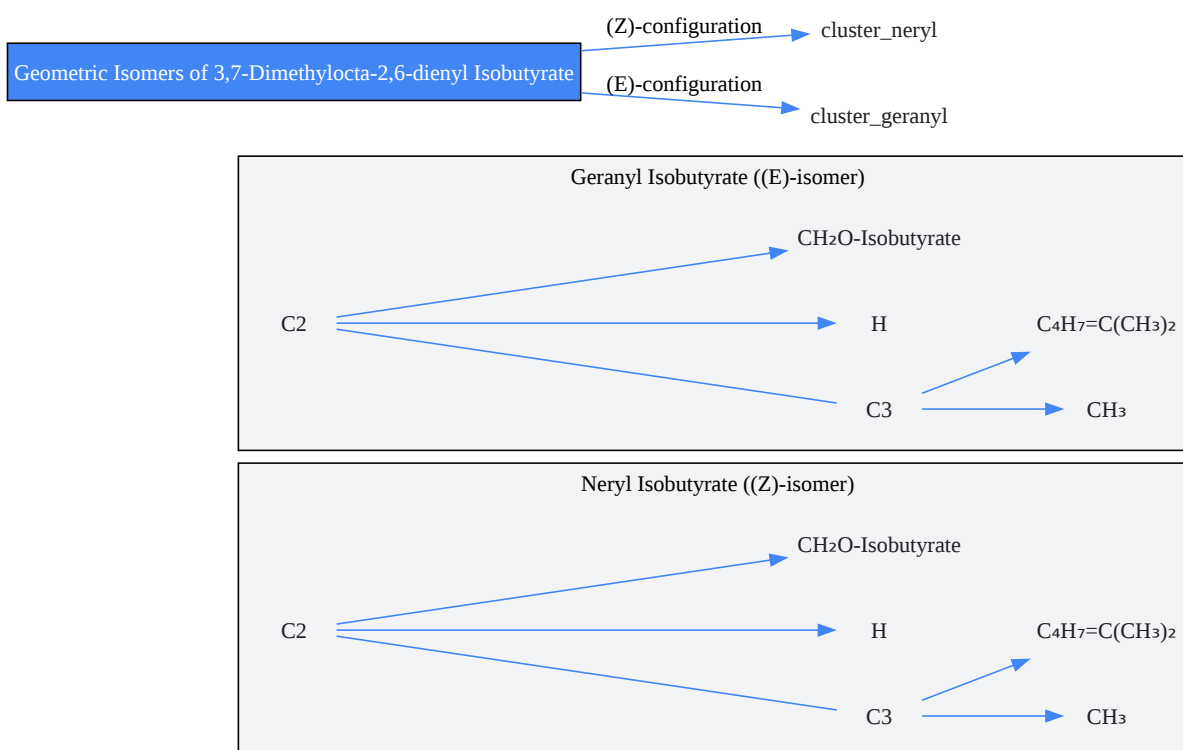 (Z)-configuration
cluster_neryl
Geometric Isomers of 3,7-Dimethylocta-2,6-dienyl Isobutyrate
(E)-configuration
cluster_geranyl
Geranyl Isobutyrate ((E)-isomer)
CH₂O-Isobutyrate
C2
H
C₄H₇=C(CH₃)₂
C3
CH₃
Neryl Isobutyrate ((Z)-isomer)
CH₂O-Isobutyrate
C2
H
C₄H₇=C(CH₃)₂
C3
CH₃